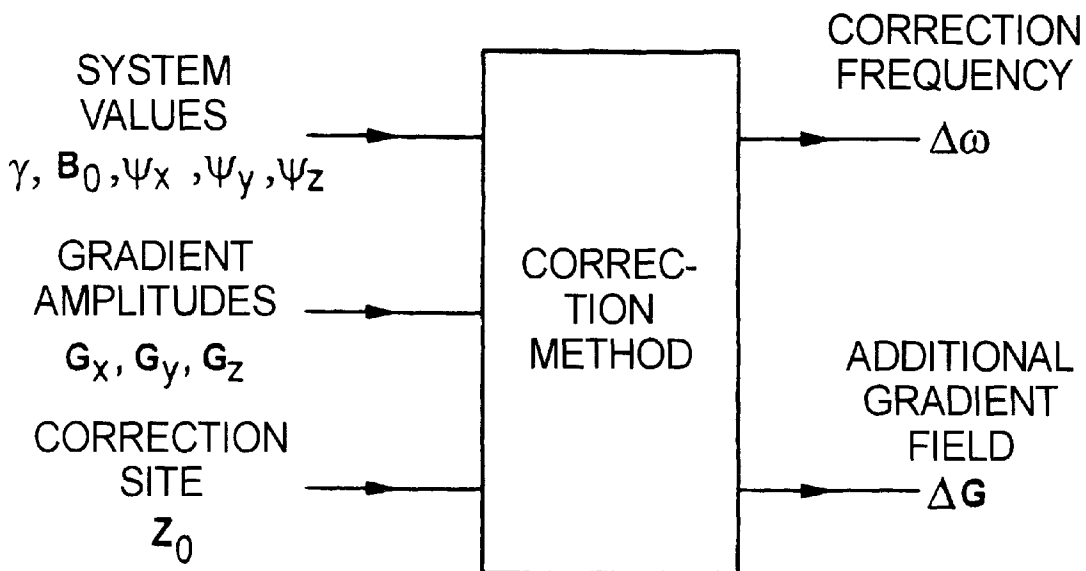 SYSTEM
VALUES
γ, B₀, ψx, ψy, ψz
GRADIENT
AMPLITUDES
Gx, Gy, Gz
CORRECTION
SITE
Z₀
CORREC-
TION
METHOD
CORRECTION
FREQUENCY
Δω
ADDITIONAL
GRADIENT
FIELD
ΔG